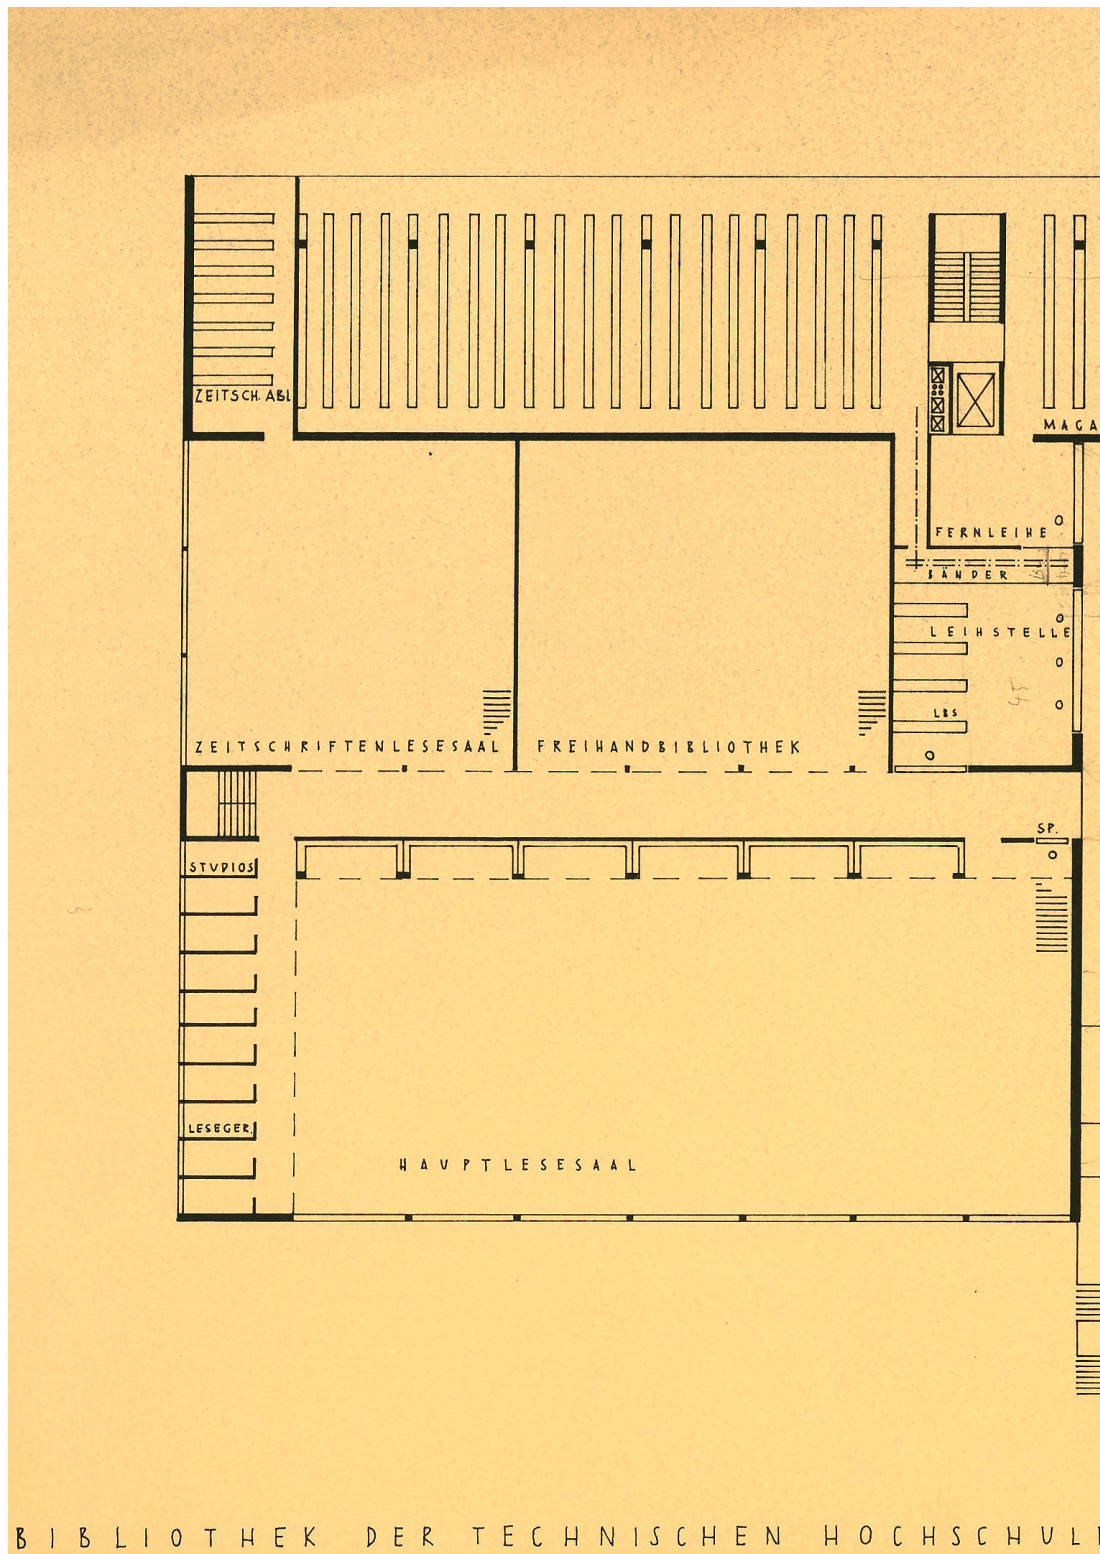 ZEITSCH. ABL
MAGA
FERNLEIHE
BÄNDER
LEIHSTELLE
45
LBS
ZEITSCHRIFTENLESESAAL
FREIHANDBIBLIOTHEK
SP.
STUDIOS
LESEGER.
HAUPTLESESAAL
BIBLIOTHEK DER TECHNISCHEN HOCHSCHUL